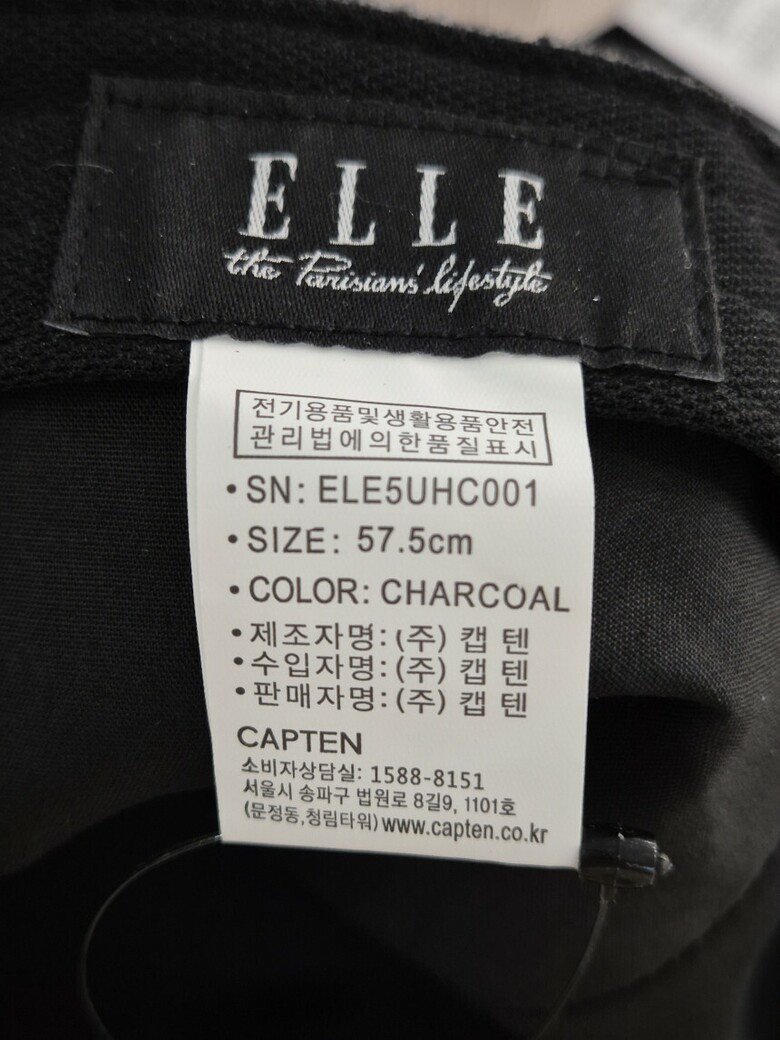 ELLE
the Parisians' lifestyle
전기용품및생활용품안전
관리법에의한품질표시
• SN: ELE5UHC001
• SIZE: 57.5cm
• COLOR: CHARCOAL
• 제조자명: (주) 캡 텐
• 수입자명: (주) 캡 텐
• 판매자명: (주) 캡 텐
CAPTEN
소비자상담실: 1588-8151
서울시 송파구 법원로 8길9, 1101호
(문정동,청림타워) www.capten.co.kr